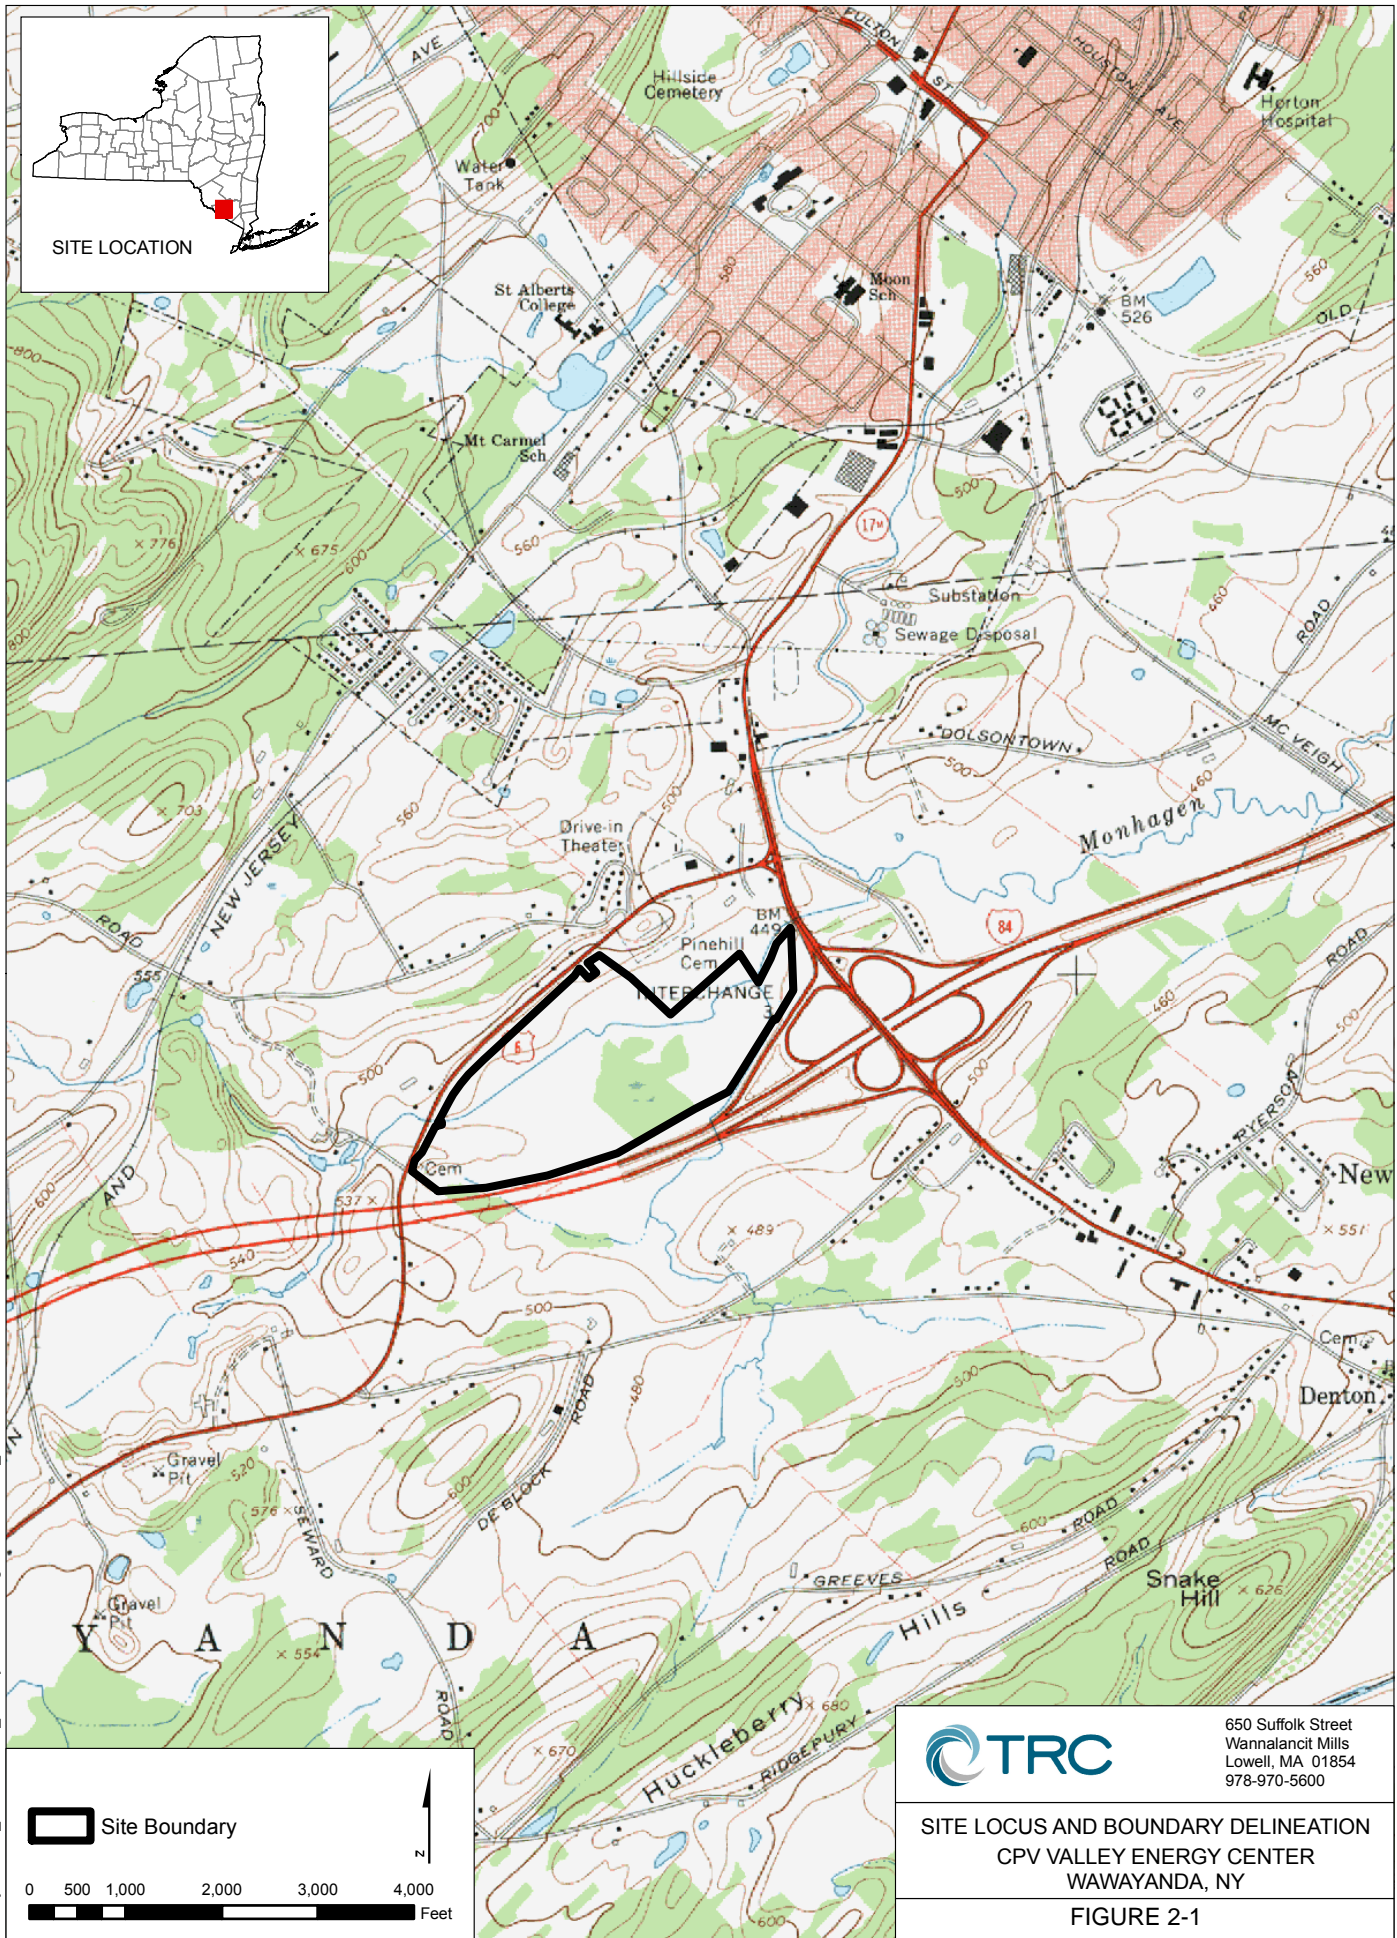 SITE LOCATION
AVE
FULTON
ST
HOUSTON AVE
Hillside
Cemetery
Horton
Hospital
700
Water
Tank
580
560
St Alberts
College
Moon
Sch
BM
526
OLD
800
Mt Carmel
Sch
500
17M
× 776
× 675
600
560
Substation
460
ROAD
Sewage Disposal
800
DOLSONTOWN
500
MC VEIGH
460
× 703
560
500
Monhagen
Drive-in
Theater
NEW JERSEY
ROAD
BM
449
84
Pinehill
Cem
ROAD
555
INTERCHANGE
3
460
500
6
500
500
RYERSON
Cem
AND
600
537 ×
× 489
New
× 551
540
500
Cem
480
500
Denton
ROAD
Gravel
Pit
520
600
576 ×
SEWARD
DE BLOCK
600
ROAD
ROAD
GREEVES
Snake
Hill
× 626
Gravel
Pit
Hills
Y A N D A
× 554
ROAD
Huckleberry
× 680
RIDGEBURY
× 670
600
Site Boundary
N
0 500 1,000 2,000 3,000 4,000
Feet
TRC
650 Suffolk Street
Wannalancit Mills
Lowell, MA 01854
978-970-5600
SITE LOCUS AND BOUNDARY DELINEATION
CPV VALLEY ENERGY CENTER
WAWAYANDA, NY
FIGURE 2-1